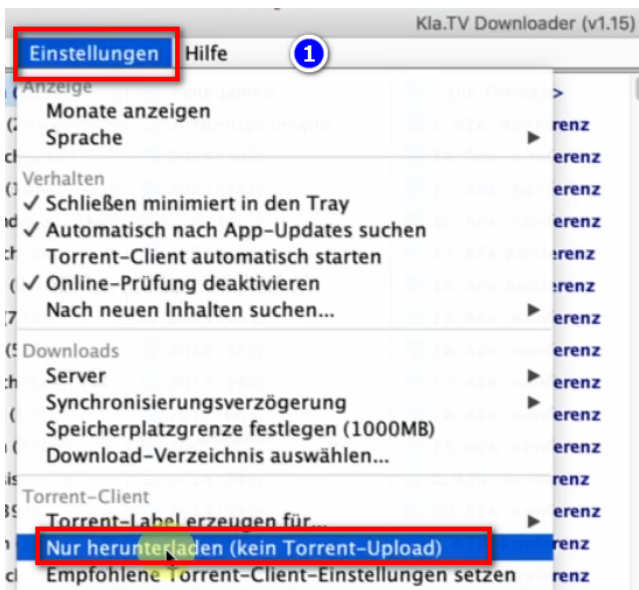 Kla.TV Downloader (v1.15)
Einstellungen Hilfe 1
Anzeige
Monate anzeigen
Sprache
Verhalten
✓ Schließen minimiert in den Tray
✓ Automatisch nach App-Updates suchen
Torrent-Client automatisch starten
✓ Online-Prüfung deaktivieren
Nach neuen Inhalten suchen...
Downloads
Server
Synchronisierungsverzögerung
Speicherplatzgrenze festlegen (1000MB)
Download-Verzeichnis auswählen...
Torrent-Client
Torrent-Label erzeugen für...
Nur herunterladen (kein Torrent-Upload)
Empfohlene Torrent-Client-Einstellungen setzen